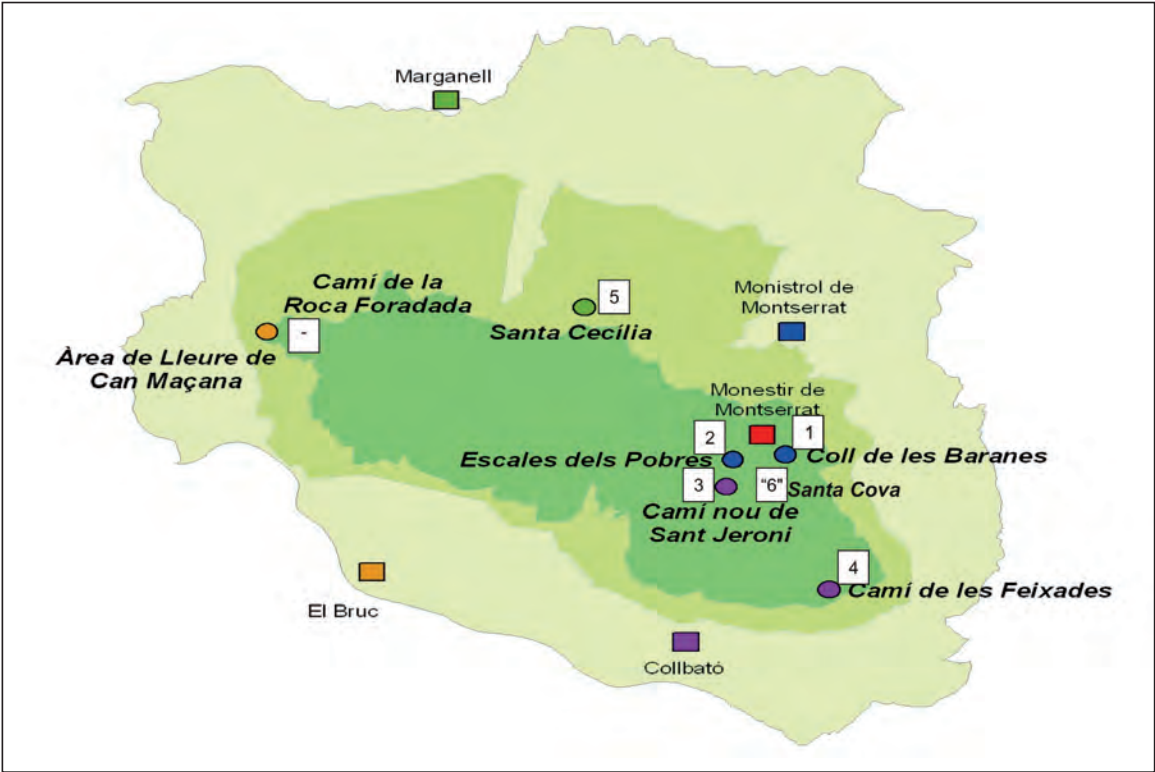 Marganell
Camí de la
Roca Foradada
-
Àrea de Lleure de
Can Maçana
5
Santa Cecília
Monistrol de
Montserrat
Monestir de
Montserrat
2
1
Escales dels Pobres
Coll de les Baranes
3
"6"
Santa Cova
Camí nou de
Sant Jeroni
4
Camí de les Feixades
El Bruc
Collbató